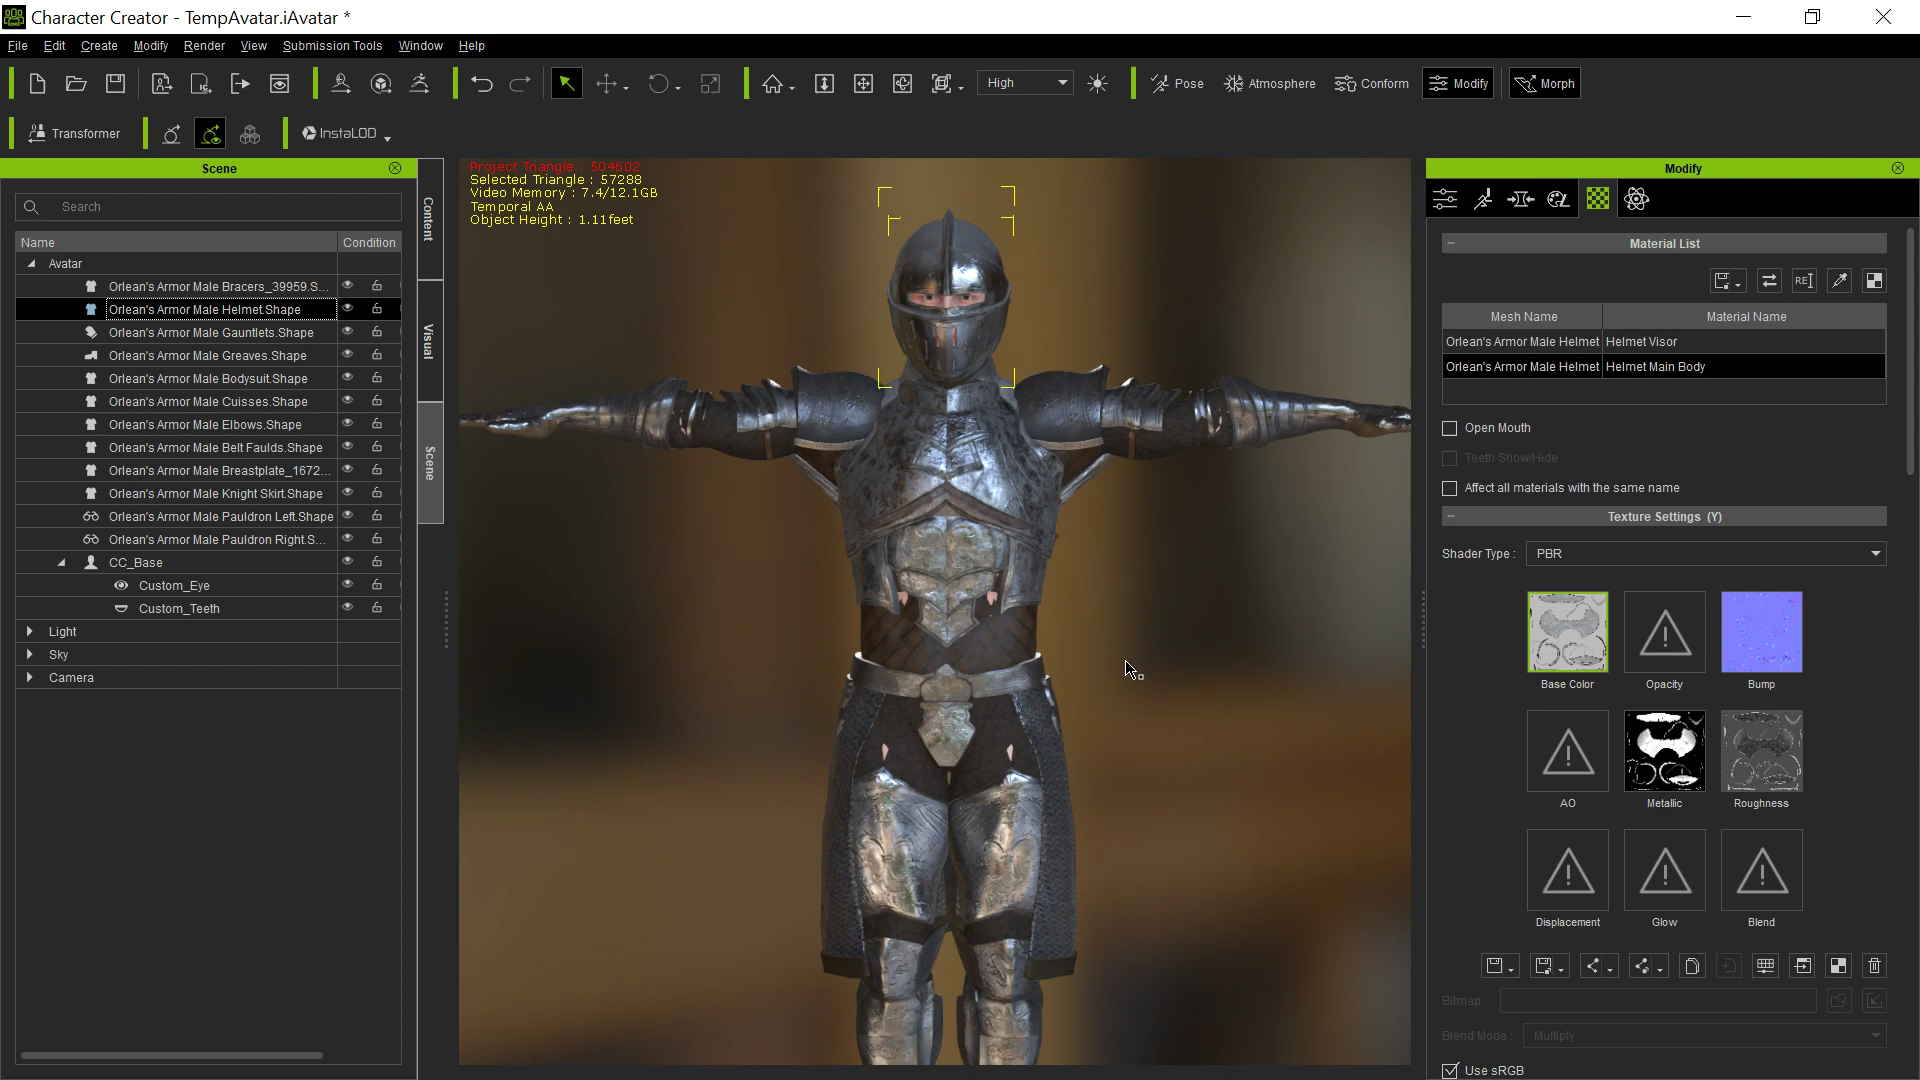 Character Creator - TempAvatar.iAvatar *
File Edit Create Modify Render View Submission Tools Window Help
High
Pose
Atmosphere
Conform
Modify
Morph
Transformer
InstaLOD
Scene
Search
Name Condition
Avatar
Orlean's Armor Male Bracers_39959.S...
Orlean's Armor Male Helmet.Shape
Orlean's Armor Male Gauntlets.Shape
Orlean's Armor Male Greaves.Shape
Orlean's Armor Male Bodysuit.Shape
Orlean's Armor Male Cuisses.Shape
Orlean's Armor Male Elbows.Shape
Orlean's Armor Male Belt Faulds.Shape
Orlean's Armor Male Breastplate_1672...
Orlean's Armor Male Knight Skirt.Shape
Orlean's Armor Male Pauldron Left.Shape
Orlean's Armor Male Pauldron Right.S...
CC_Base
Custom_Eye
Custom_Teeth
Light
Sky
Camera
Content
Visual
Scene
Project Triangle : 504602
Selected Triangle : 57288
Video Memory : 7.4/12.1GB
Temporal AA
Object Height : 1.11feet
Modify
Material List
RE
Mesh Name Material Name
Orlean's Armor Male Helmet Helmet Visor
Orlean's Armor Male Helmet Helmet Main Body
Open Mouth
Teeth Show/Hide
Affect all materials with the same name
Texture Settings (Y)
Shader Type : PBR
Base Color Opacity Bump
AO Metallic Roughness
Displacement Glow Blend
Bitmap :
Blend Mode : Multiply
Use sRGB